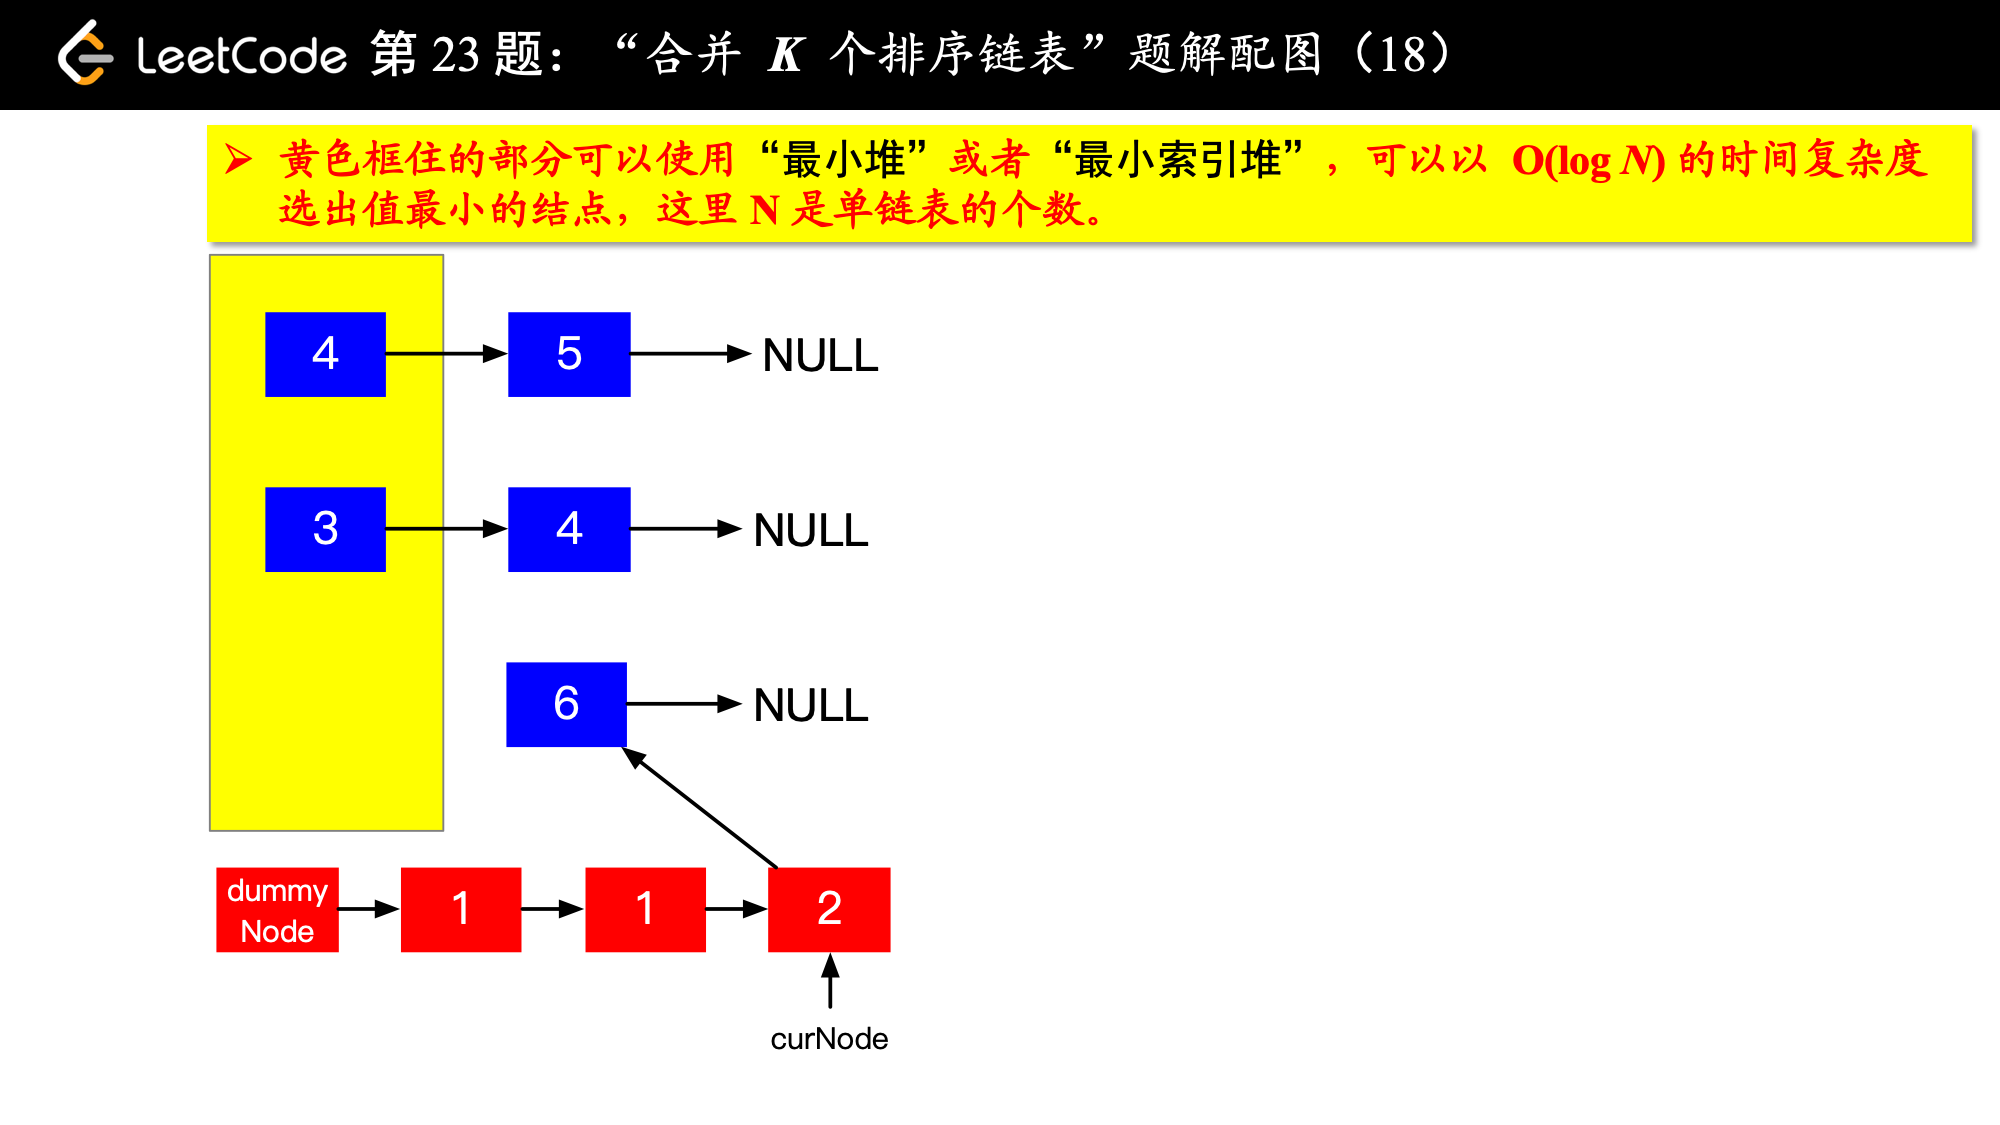 LeetCode 第 23 题：“合并 K 个排序链表”题解配图（18）
➢ 黄色框住的部分可以使用“最小堆”或者“最小索引堆”，可以以 O(log N) 的时间复杂度
选出值最小的结点，这里 N 是单链表的个数。
4 5 NULL
3 4 NULL
6 NULL
dummy
Node
1 1 2
curNode